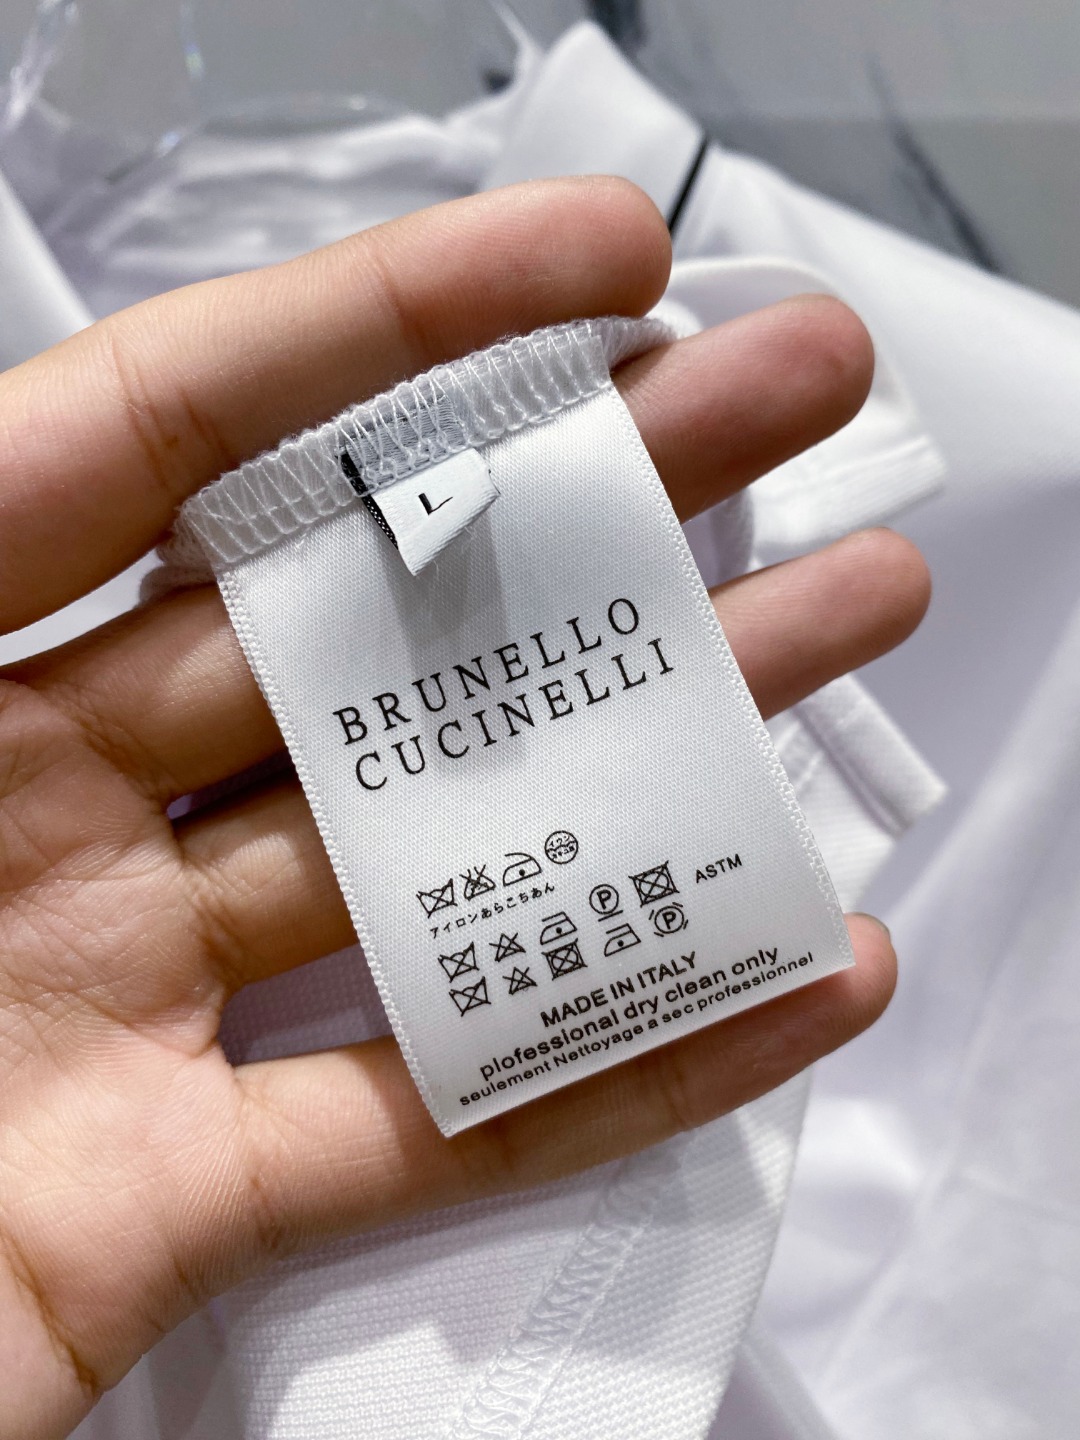 L
BRUNELLO
CUCINELLI
アイロンあらこちあん
P
ASTM
P
MADE IN ITALY
plofessional dry clean only
seulement Nettoyage a sec professionnel